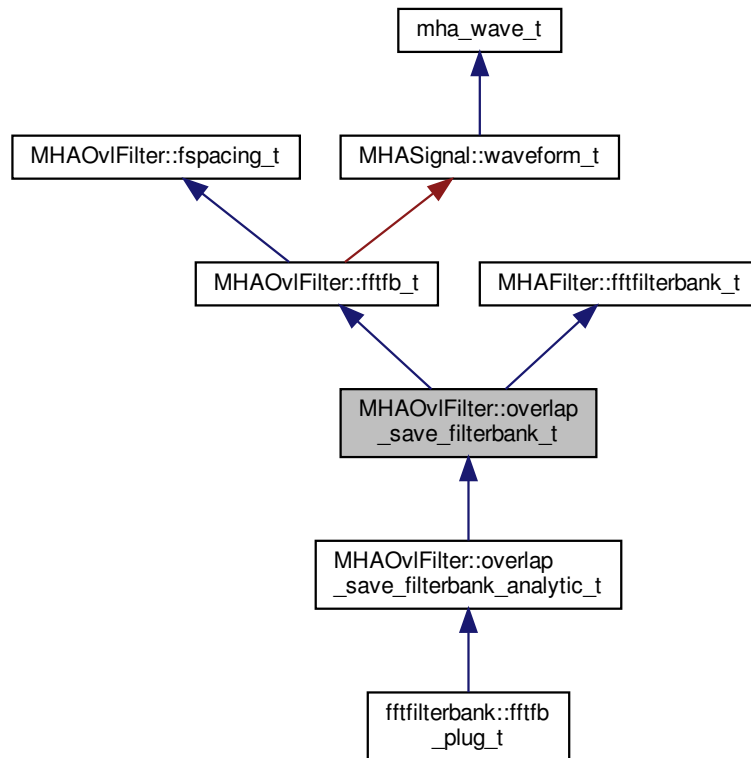 mha_wave_t
MHAOvlFilter::fspacing_t
MHASignal::waveform_t
MHAOvlFilter::fftfb_t
MHAFilter::fftfilterbank_t
MHAOvlFilter::overlap
_save_filterbank_t
MHAOvlFilter::overlap
_save_filterbank_analytic_t
fftfilterbank::fftfb
_plug_t